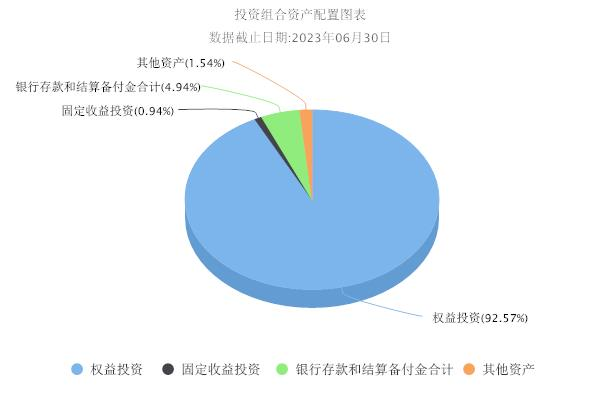 投资组合资产配置图表
数据截止日期:2023年06月30日
其他资产(1.54%)
银行存款和结算备付金合计(4.94%)
固定收益投资(0.94%)
权益投资(92.57%)
权益投资 固定收益投资 银行存款和结算备付金合计 其他资产